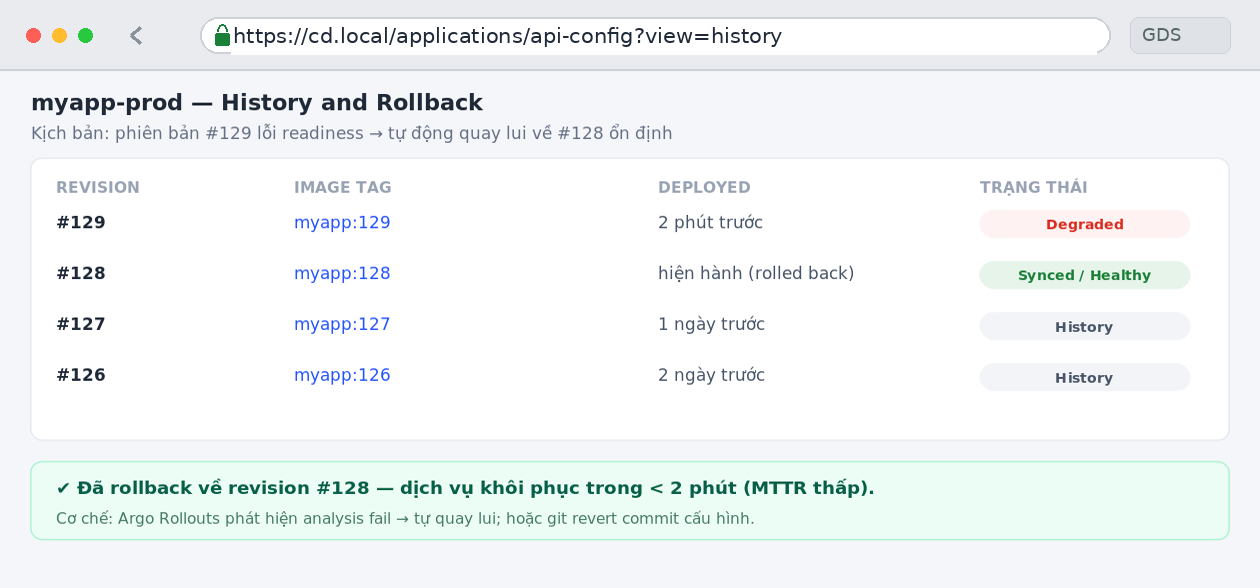 https://cd.local/applications/api-config?view=history
GDS
myapp-prod — History and Rollback
Kịch bản: phiên bản #129 lỗi readiness → tự động quay lui về #128 ổn định
REVISION IMAGE TAG DEPLOYED TRẠNG THÁI
#129 myapp:129 2 phút trước Degraded
#128 myapp:128 hiện hành (rolled back) Synced / Healthy
#127 myapp:127 1 ngày trước History
#126 myapp:126 2 ngày trước History
✔ Đã rollback về revision #128 — dịch vụ khôi phục trong < 2 phút (MTTR thấp).
Cơ chế: Argo Rollouts phát hiện analysis fail → tự quay lui; hoặc git revert commit cấu hình.